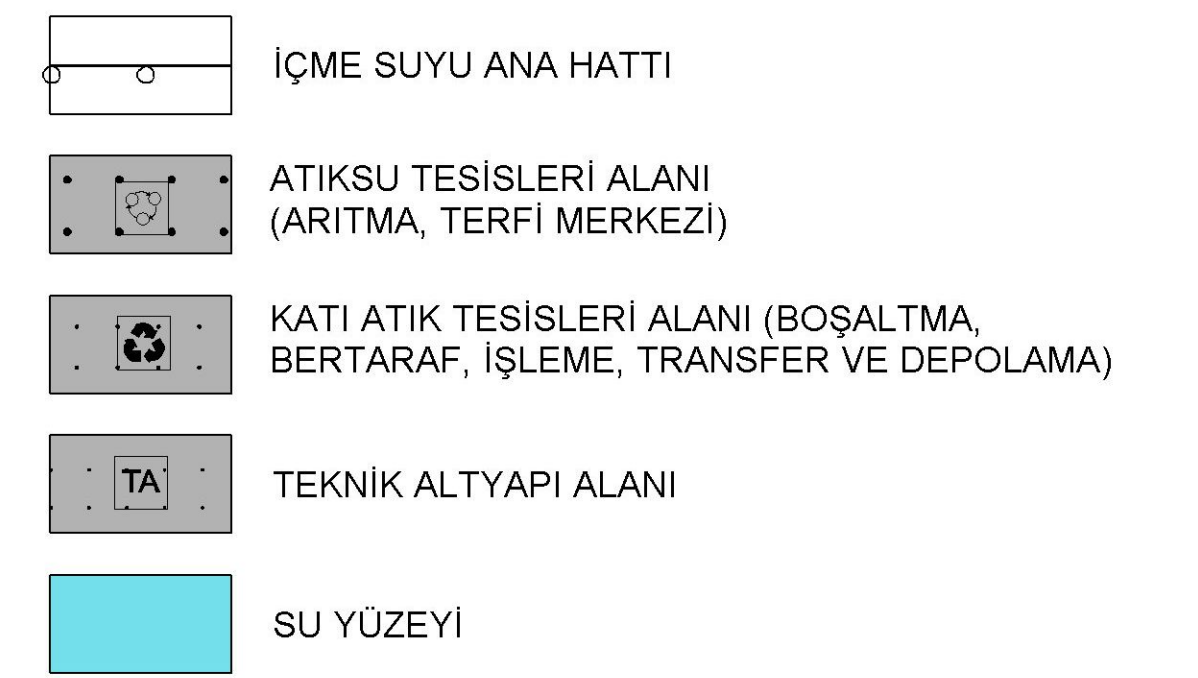 İÇME SUYU ANA HATTI
ATIKSU TESİSLERİ ALANI
(ARITMA, TERFİ MERKEZİ)
KATI ATIK TESİSLERİ ALANI (BOŞALTMA,
BERTARAF, İŞLEME, TRANSFER VE DEPOLAMA)
TA
TEKNİK ALTYAPI ALANI
SU YÜZEYİ